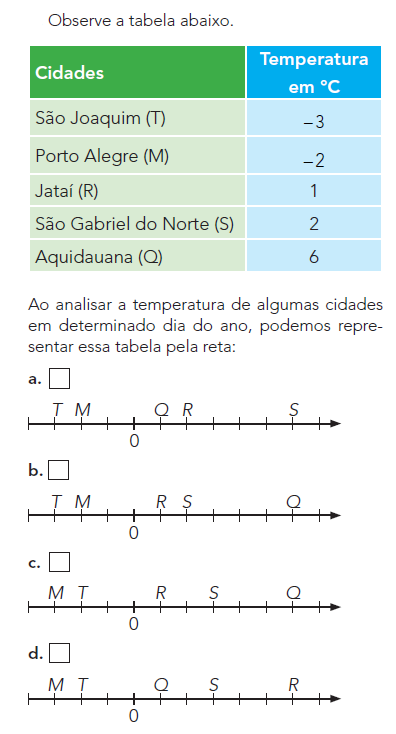 Observe a tabela abaixo.
Cidades
Temperatura
em °C
São Joaquim (T)
–3
Porto Alegre (M)
–2
Jataí (R)
1
São Gabriel do Norte (S)
2
Aquidauana (Q)
6
Ao analisar a temperatura de algumas cidades
em determinado dia do ano, podemos repre-
sentar essa tabela pela reta:
a.
T M Q R S
0
b.
T M R S Q
0
c.
M T R S Q
0
d.
M T Q S R
0